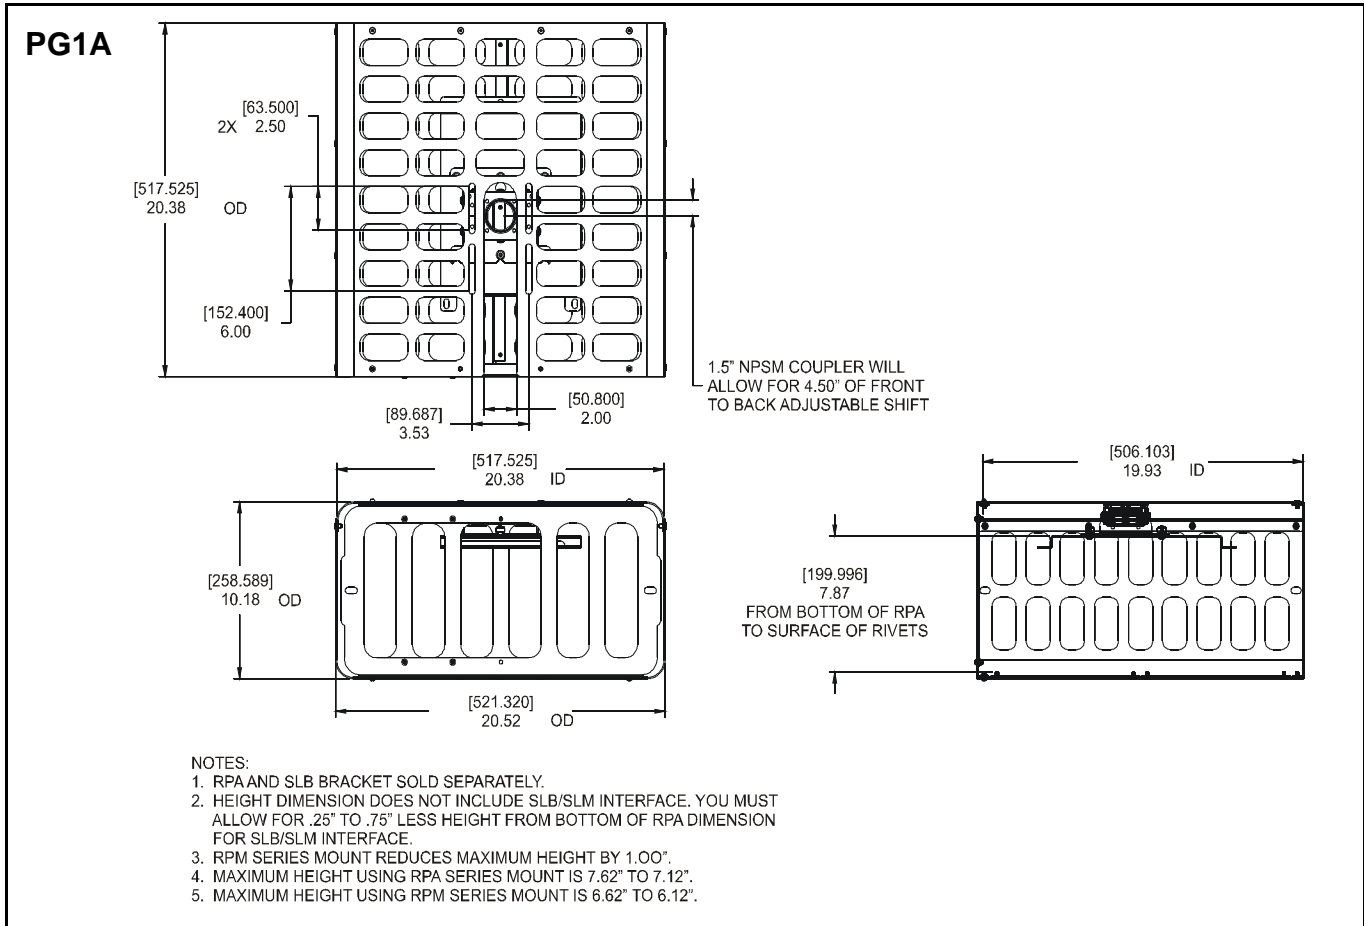 PG1A
[63.500]
2X 2.50
[517.525]
20.38 OD
[152.400]
6.00
1.5” NPSM COUPLER WILL
ALLOW FOR 4.50” OF FRONT
TO BACK ADJUSTABLE SHIFT
[89.687]
3.53
[50.800]
2.00
[517.525]
20.38 ID
[506.103]
19.93 ID
[258.589]
10.18 OD
[199.996]
7.87
FROM BOTTOM OF RPA
TO SURFACE OF RIVETS
[521.320]
20.52 OD
NOTES:
1. RPA AND SLB BRACKET SOLD SEPARATELY.
2. HEIGHT DIMENSION DOES NOT INCLUDE SLB/SLM INTERFACE. YOU MUST
ALLOW FOR .25” TO .75” LESS HEIGHT FROM BOTTOM OF RPA DIMENSION
FOR SLB/SLM INTERFACE.
3. RPM SERIES MOUNT REDUCES MAXIMUM HEIGHT BY 1.OO”.
4. MAXIMUM HEIGHT USING RPA SERIES MOUNT IS 7.62” TO 7.12”.
5. MAXIMUM HEIGHT USING RPM SERIES MOUNT IS 6.62” TO 6.12”.